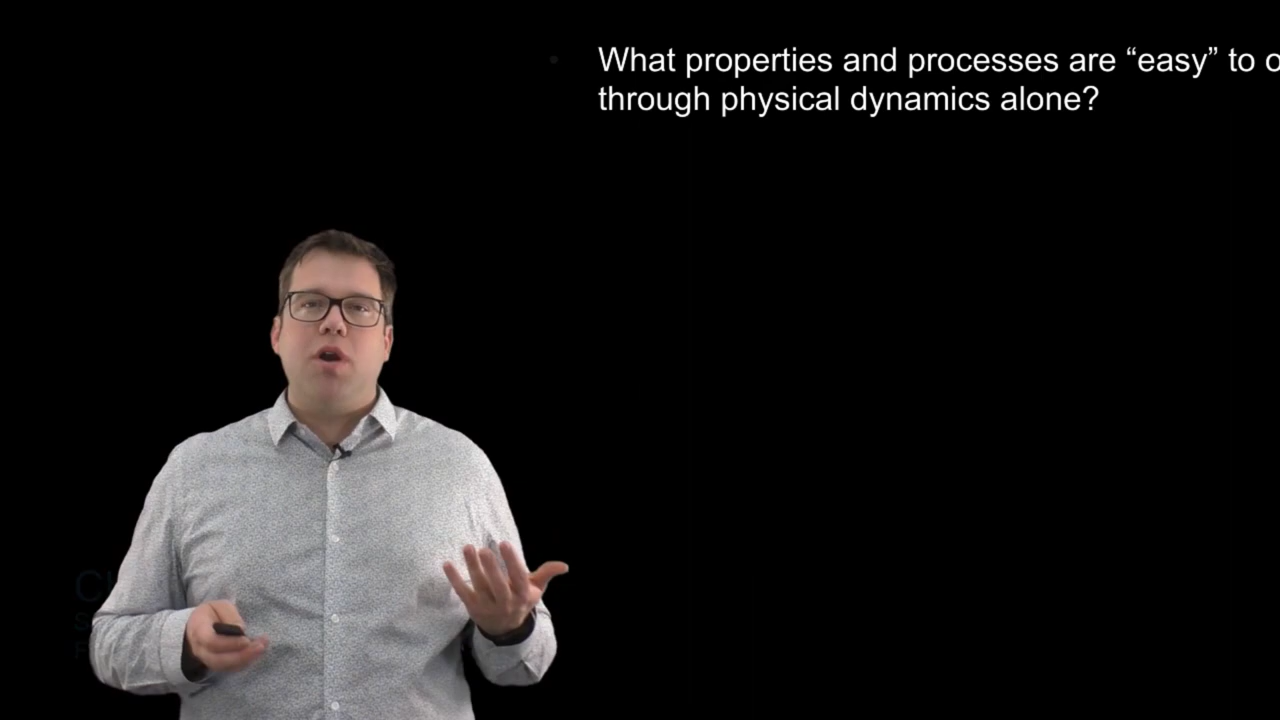 What properties and processes are “easy” to
through physical dynamics alone?